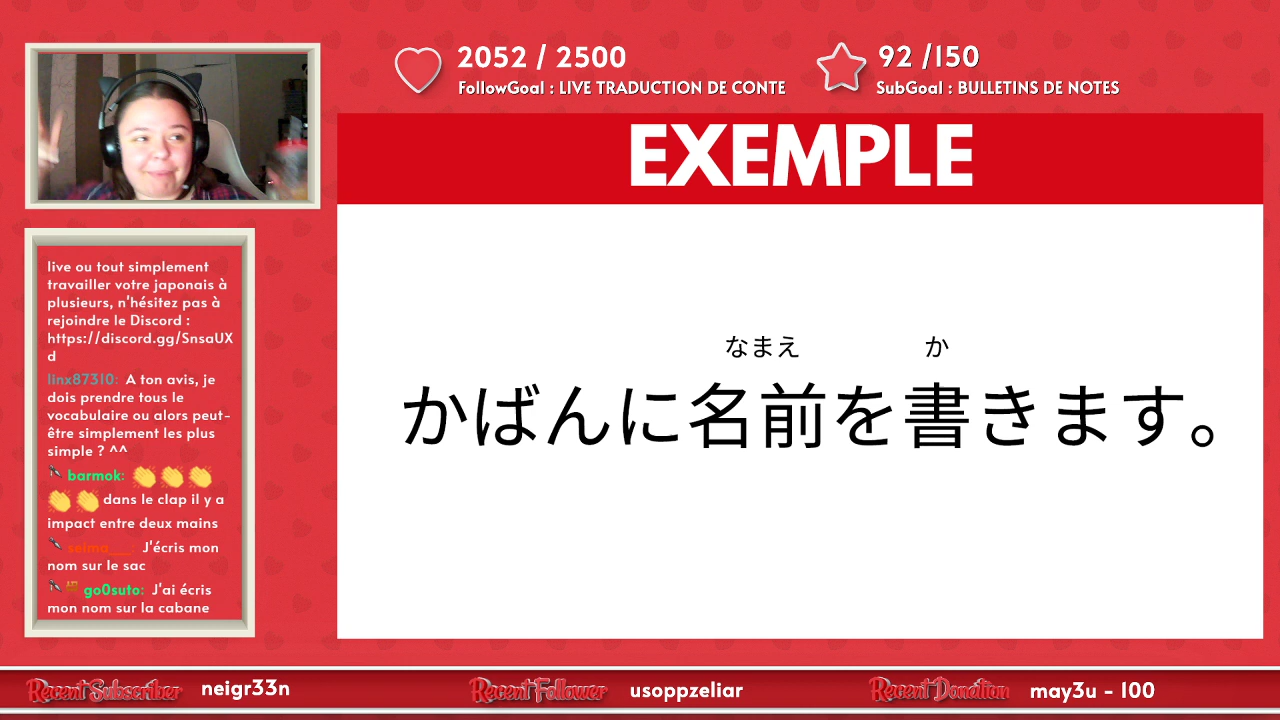 2052 / 2500
FollowGoal : LIVE TRADUCTION DE CONTE
92 /150
SubGoal : BULLETINS DE NOTES
EXEMPLE
なまえ か
かばんに名前を書きます。
live ou tout simplement
travailler votre japonais à
plusieurs, n'hésitez pas à
rejoindre le Discord :
https://discord.gg/SnsaUX
d
linx87310: A ton avis, je
dois prendre tous le
vocabulaire ou alors peut-
être simplement les plus
simple ? ^^
barmok: 👏 👏 👏
👏 👏 dans le clap il y a
impact entre deux mains
seima___: J'écris mon
nom sur le sac
go0suto: J'ai écris
mon nom sur la cabane
Recent Subscriber neigr33n
Recent Follower usoppzeliar
Recent Donation may3u - 100